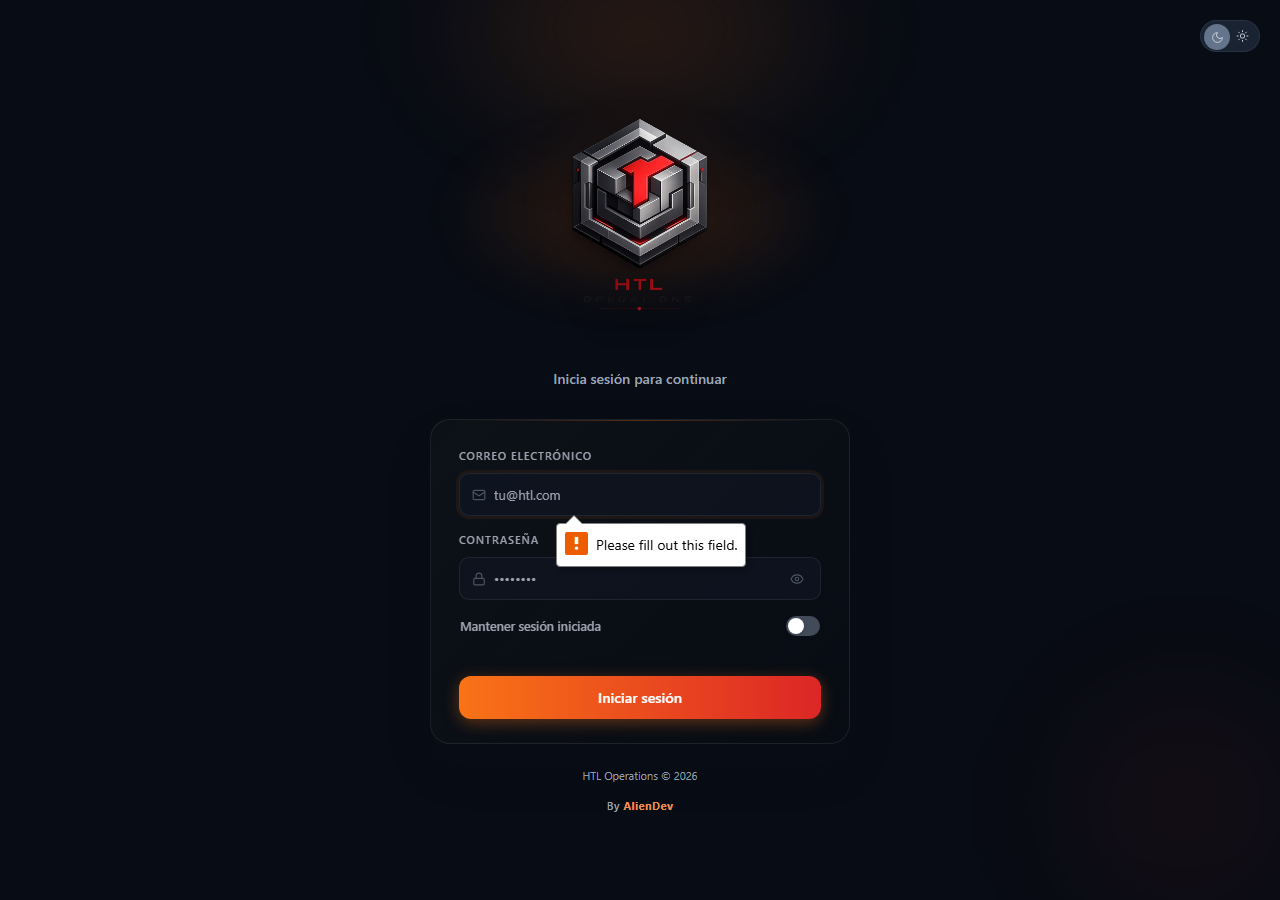 HTL
OPERATIONS
Inicia sesión para continuar
CORREO ELECTRÓNICO
tu@htl.com
Please fill out this field.
CONTRASEÑA
••••••••
Mantener sesión iniciada
Iniciar sesión
HTL Operations © 2026
By AlienDev